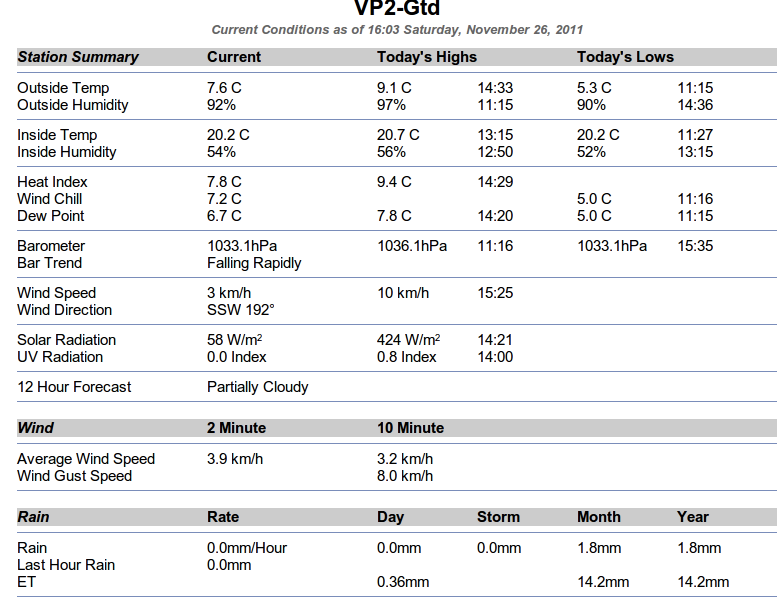 VP2-Gtd
Current Conditions as of 16:03 Saturday, November 26, 2011
Station Summary Current Today's Highs Today's Lows
Outside Temp 7.6 C 9.1 C 14:33 5.3 C 11:15
Outside Humidity 92% 97% 11:15 90% 14:36
Inside Temp 20.2 C 20.7 C 13:15 20.2 C 11:27
Inside Humidity 54% 56% 12:50 52% 13:15
Heat Index 7.8 C 9.4 C 14:29
Wind Chill 7.2 C 5.0 C 11:16
Dew Point 6.7 C 7.8 C 14:20 5.0 C 11:15
Barometer 1033.1hPa 1036.1hPa 11:16 1033.1hPa 15:35
Bar Trend Falling Rapidly
Wind Speed 3 km/h 10 km/h 15:25
Wind Direction SSW 192°
Solar Radiation 58 W/m² 424 W/m² 14:21
UV Radiation 0.0 Index 0.8 Index 14:00
12 Hour Forecast Partially Cloudy
Wind 2 Minute 10 Minute
Average Wind Speed 3.9 km/h 3.2 km/h
Wind Gust Speed 8.0 km/h
Rain Rate Day Storm Month Year
Rain 0.0mm/Hour 0.0mm 0.0mm 1.8mm 1.8mm
Last Hour Rain 0.0mm
ET 0.36mm 14.2mm 14.2mm